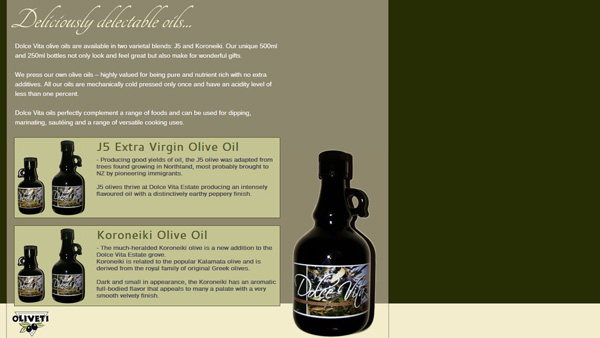 Deliciously delectable oils...
Dolce Vita olive oils are available in two varietal blends: J5 and Koroneiki. Our unique 500ml
and 250ml bottles not only look and feel great but also make for wonderful gifts.
We press our own olive oils – highly valued for being pure and nutrient rich with no extra
additives. All our oils are mechanically cold pressed only once and have an acidity level of
less than one percent.
Dolce Vita oils perfectly complement a range of foods and can be used for dipping,
marinating, sautéing and a range of versatile cooking uses.
J5 Extra Virgin Olive Oil
- Producing good yields of oil, the J5 olive was adapted from
trees found growing in Northland, most probably brought to
NZ by pioneering immigrants.
J5 olives thrive at Dolce Vita Estate producing an intensely
flavoured oil with a distinctively earthy peppery finish.
Koroneiki Olive Oil
- The much-heralded Koroneiki olive is a new addition to the
Dolce Vita Estate grove.
Koroneiki is related to the popular Kalamata olive and is
derived from the royal family of original Greek olives.
Dark and small in appearance, the Koroneiki has an aromatic
full-bodied flavor that appeals to many a palate with a very
smooth velvety finish.
Dolce Vit
OLIVETI